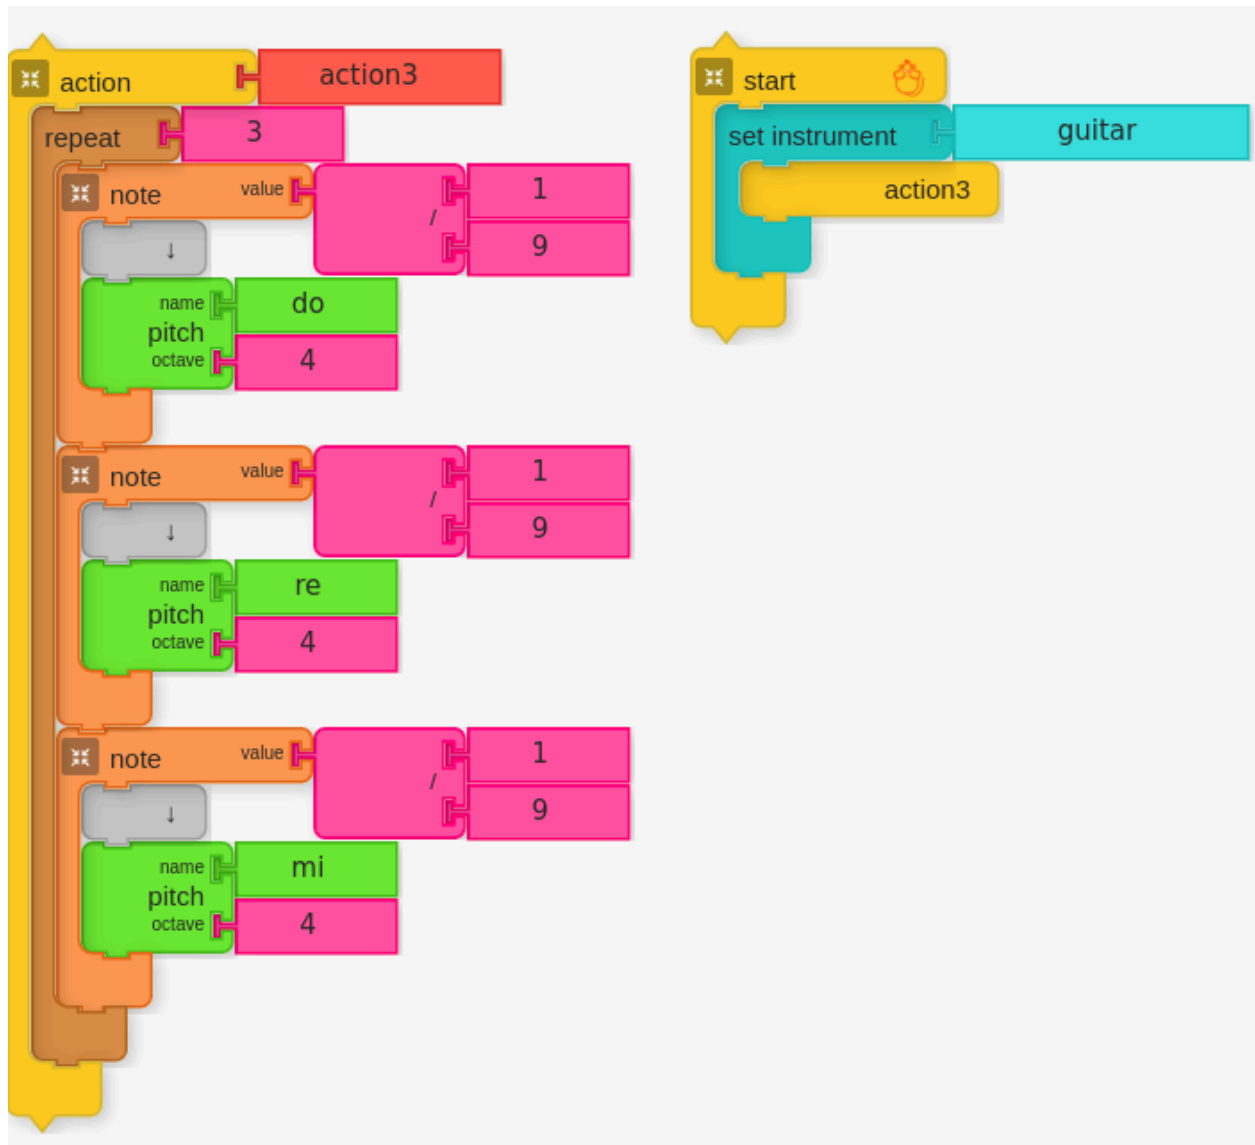 action action3
repeat 3
note value / 1
9
↓
name do
pitch
octave 4
note value / 1
9
↓
name re
pitch
octave 4
note value / 1
9
↓
name mi
pitch
octave 4
start
set instrument guitar
action3